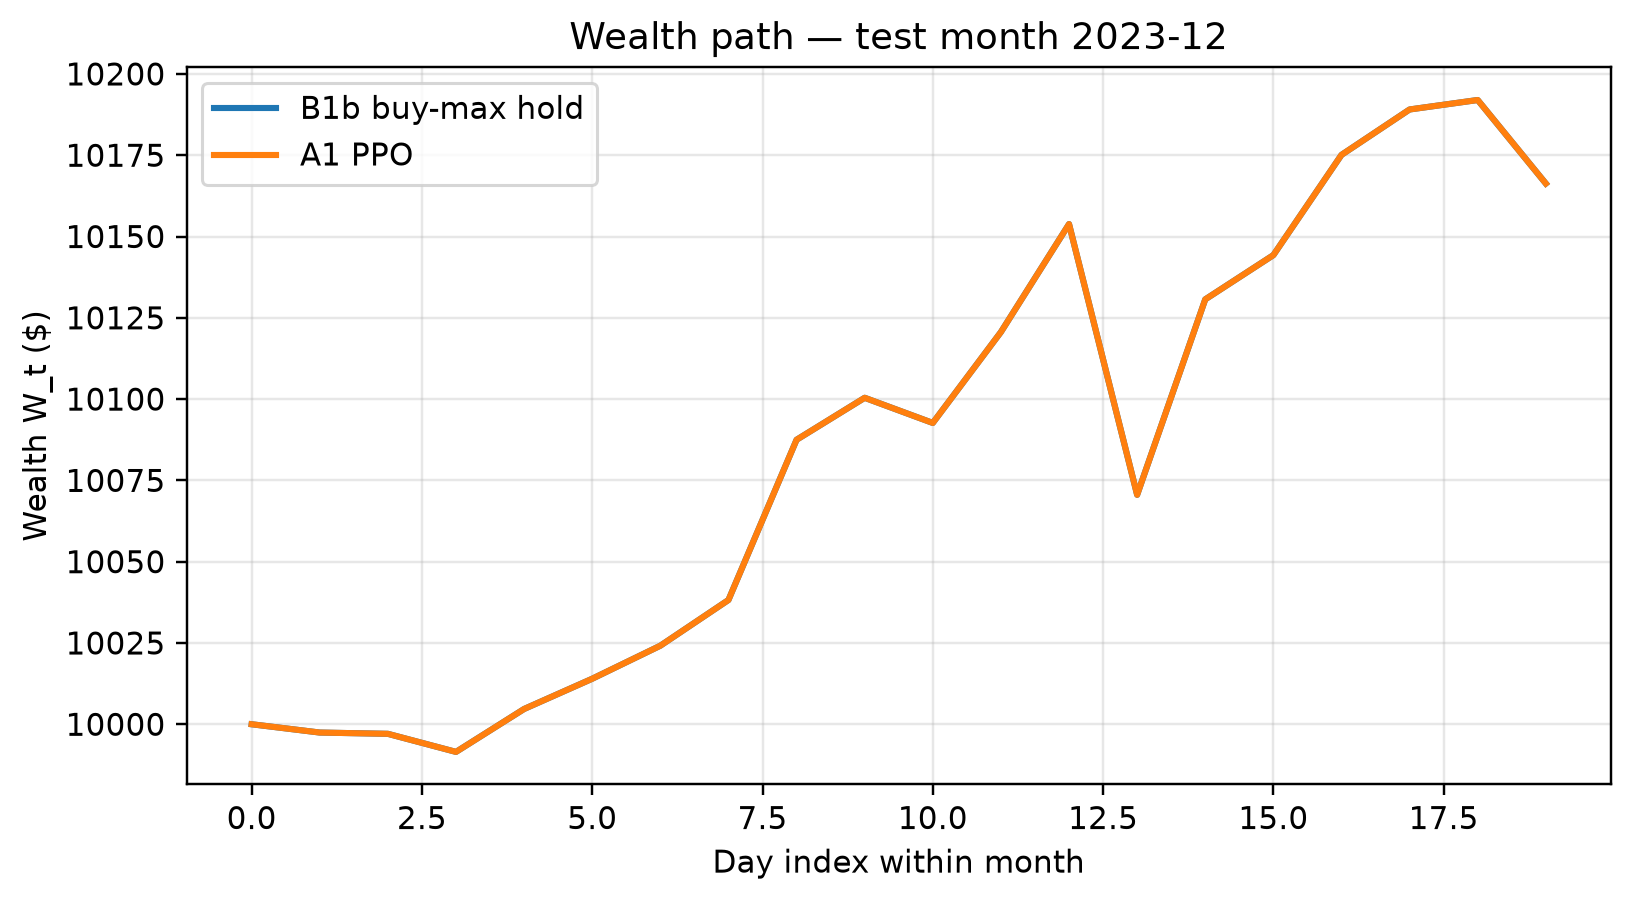 Wealth path — test month 2023-12
B1b buy-max hold
A1 PPO
Wealth W_t ($)
10200
10175
10150
10125
10100
10075
10050
10025
10000
0.0 2.5 5.0 7.5 10.0 12.5 15.0 17.5
Day index within month